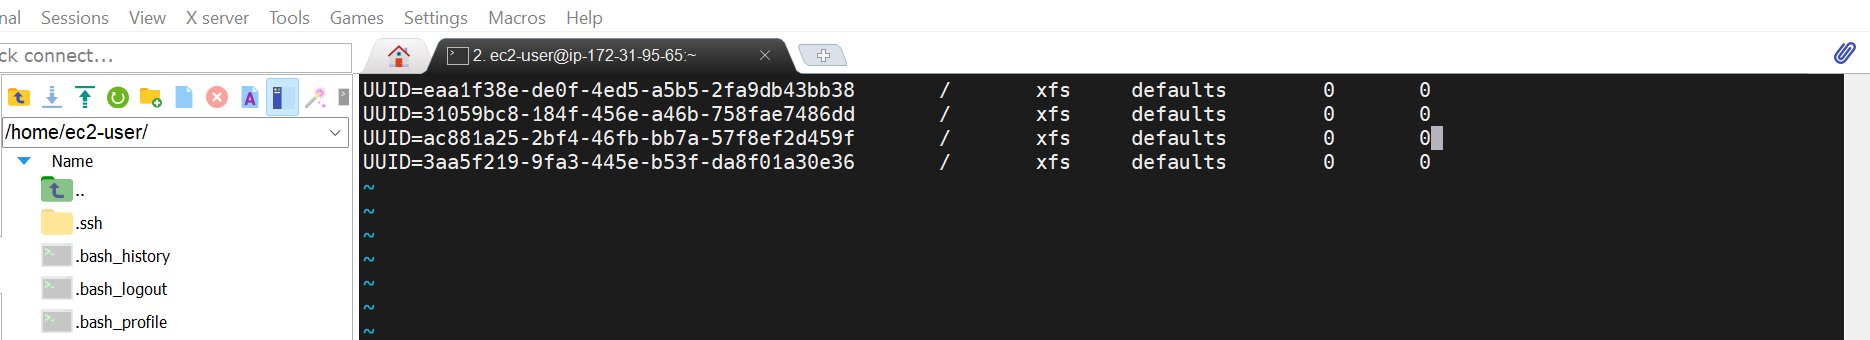 nal Sessions View X server Tools Games Settings Macros Help
ck connect...
2. ec2-user@ip-172-31-95-65:~
/home/ec2-user/
Name
..
.ssh
.bash_history
.bash_logout
.bash_profile
UUID=eaa1f38e-de0f-4ed5-a5b5-2fa9db43bb38 / xfs defaults 0 0
UUID=31059bc8-184f-456e-a46b-758fae7486dd / xfs defaults 0 0
UUID=ac881a25-2bf4-46fb-bb7a-57f8ef2d459f / xfs defaults 0 0
UUID=3aa5f219-9fa3-445e-b53f-da8f01a30e36 / xfs defaults 0 0
~
~
~
~
~
~
~